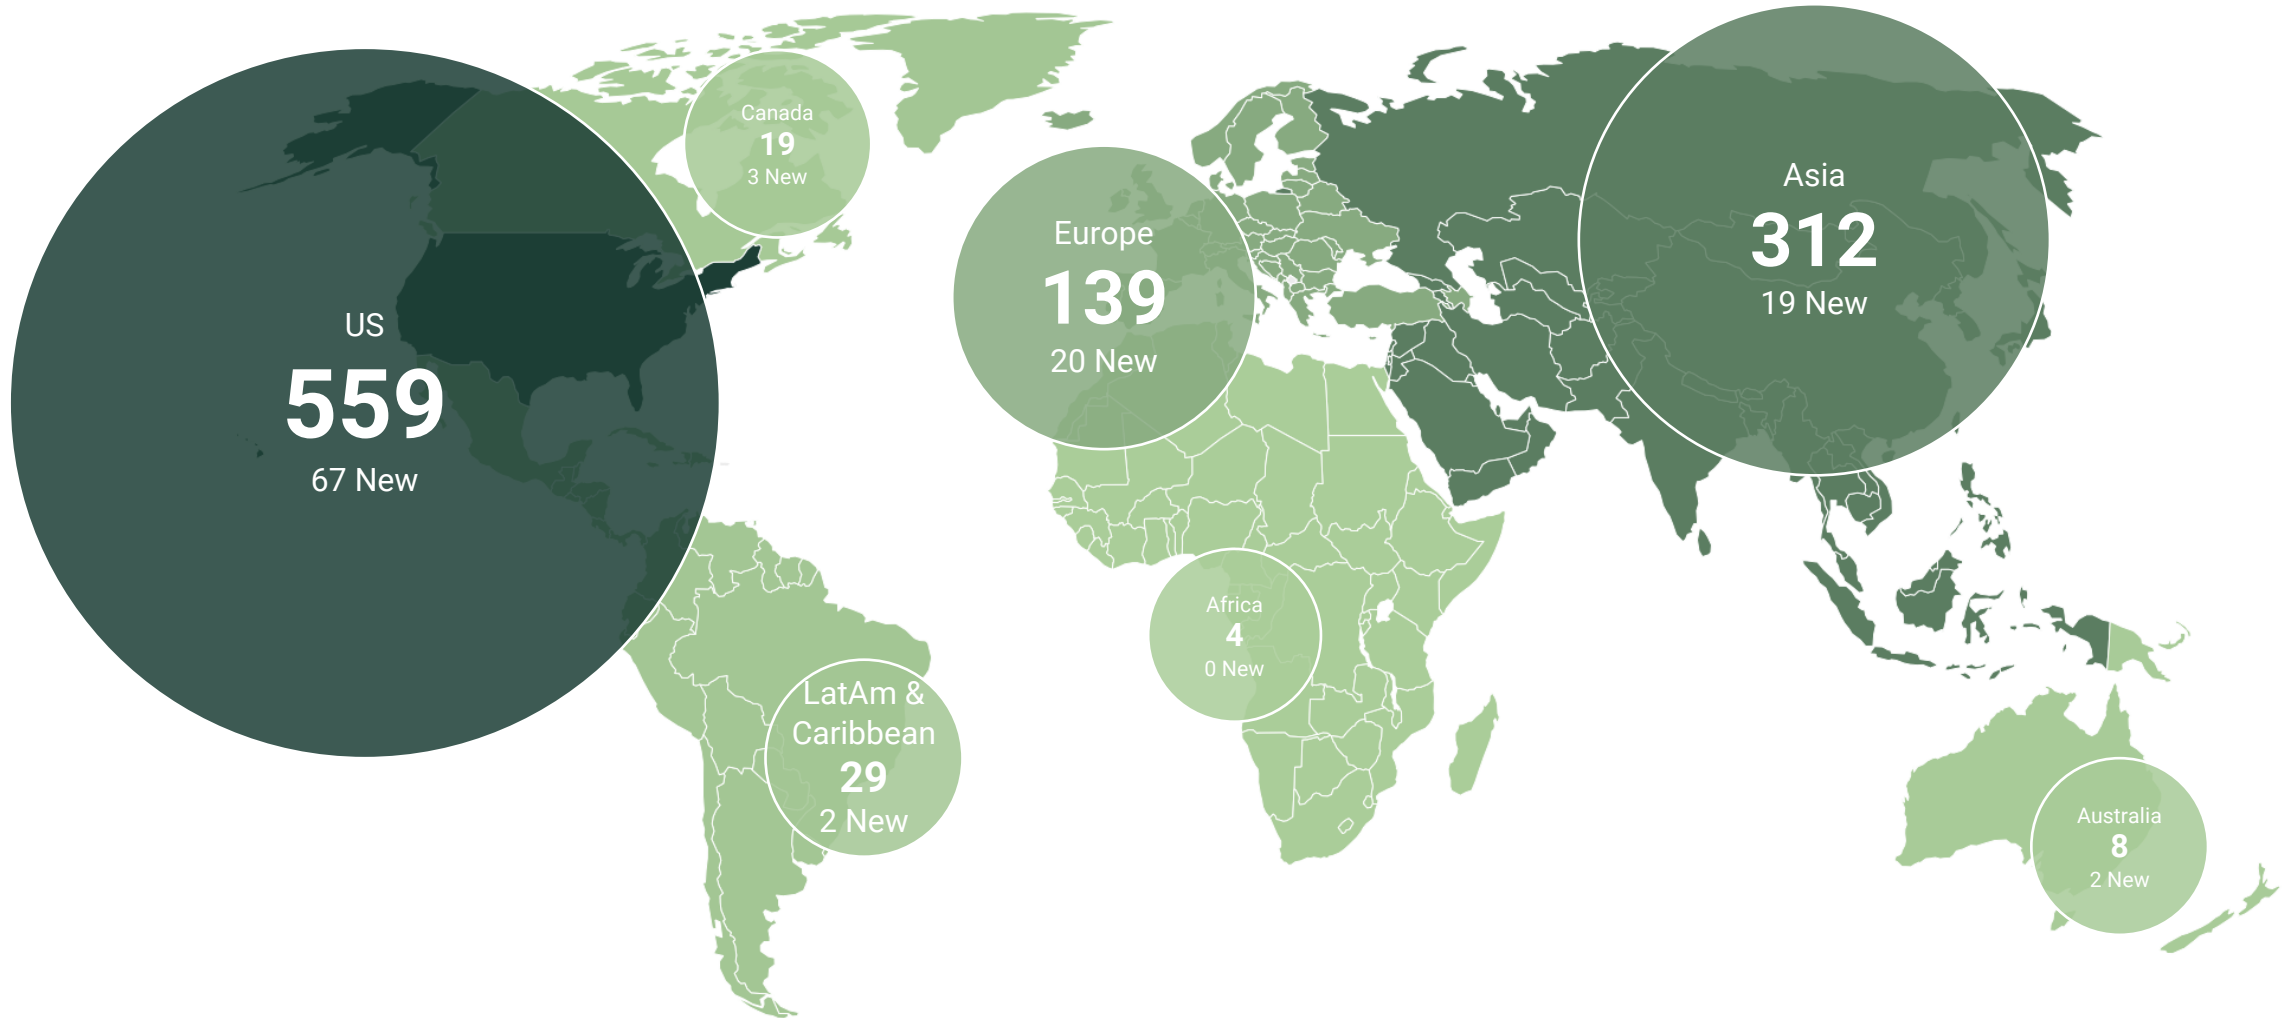 US
559
67 New
Canada
19
3 New
LatAm &
Caribbean
29
2 New
Europe
139
20 New
Africa
4
0 New
Asia
312
19 New
Australia
8
2 New